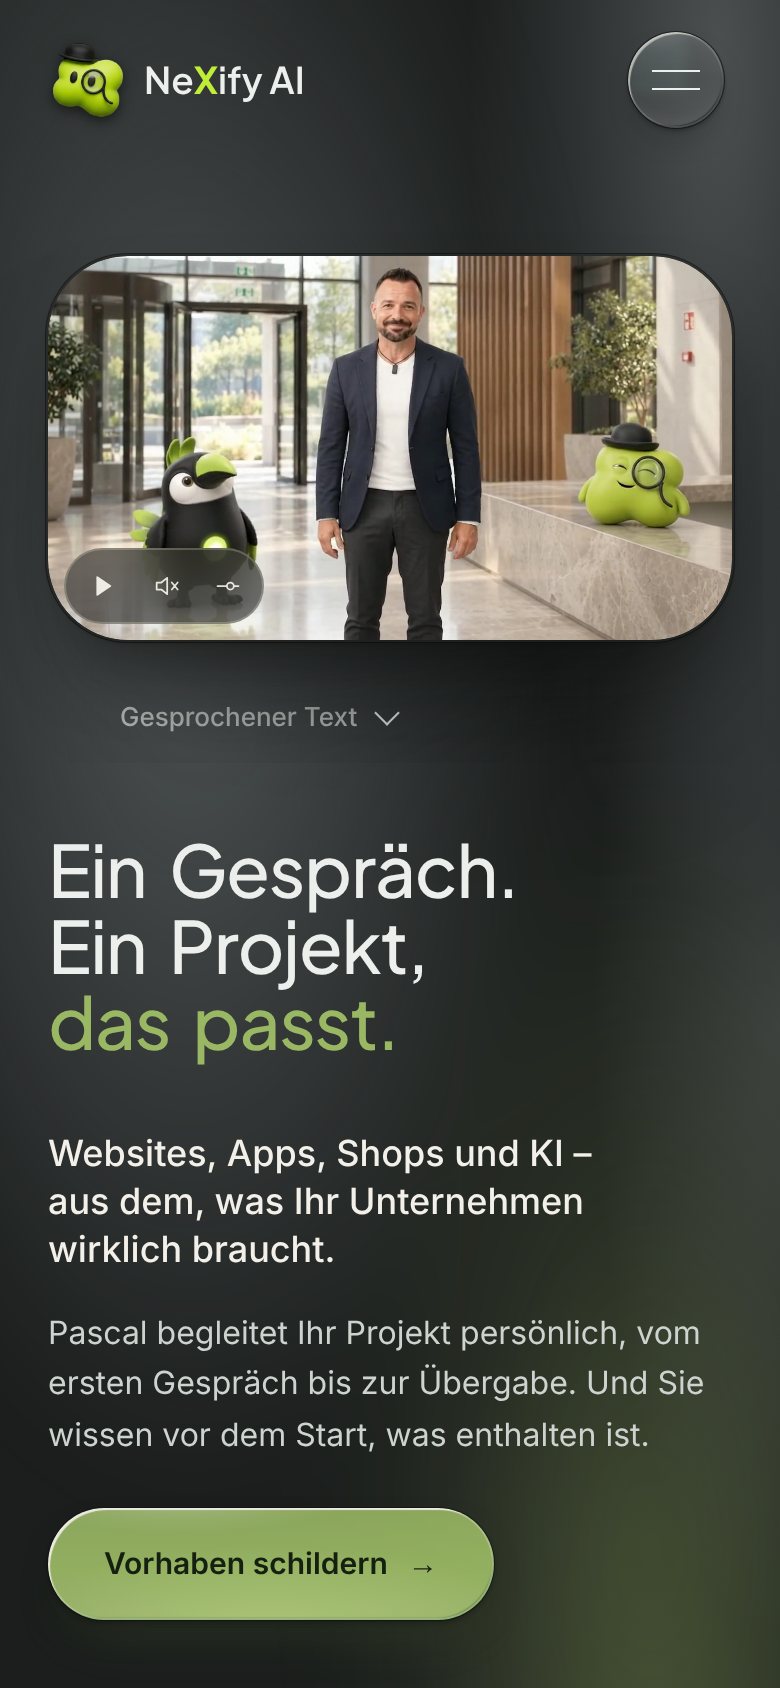 NeXify AI
Gesprochener Text
Ein Gespräch.
Ein Projekt,
das passt.
Websites, Apps, Shops und KI –
aus dem, was Ihr Unternehmen
wirklich braucht.
Pascal begleitet Ihr Projekt persönlich, vom
ersten Gespräch bis zur Übergabe. Und Sie
wissen vor dem Start, was enthalten ist.
Vorhaben schildern →